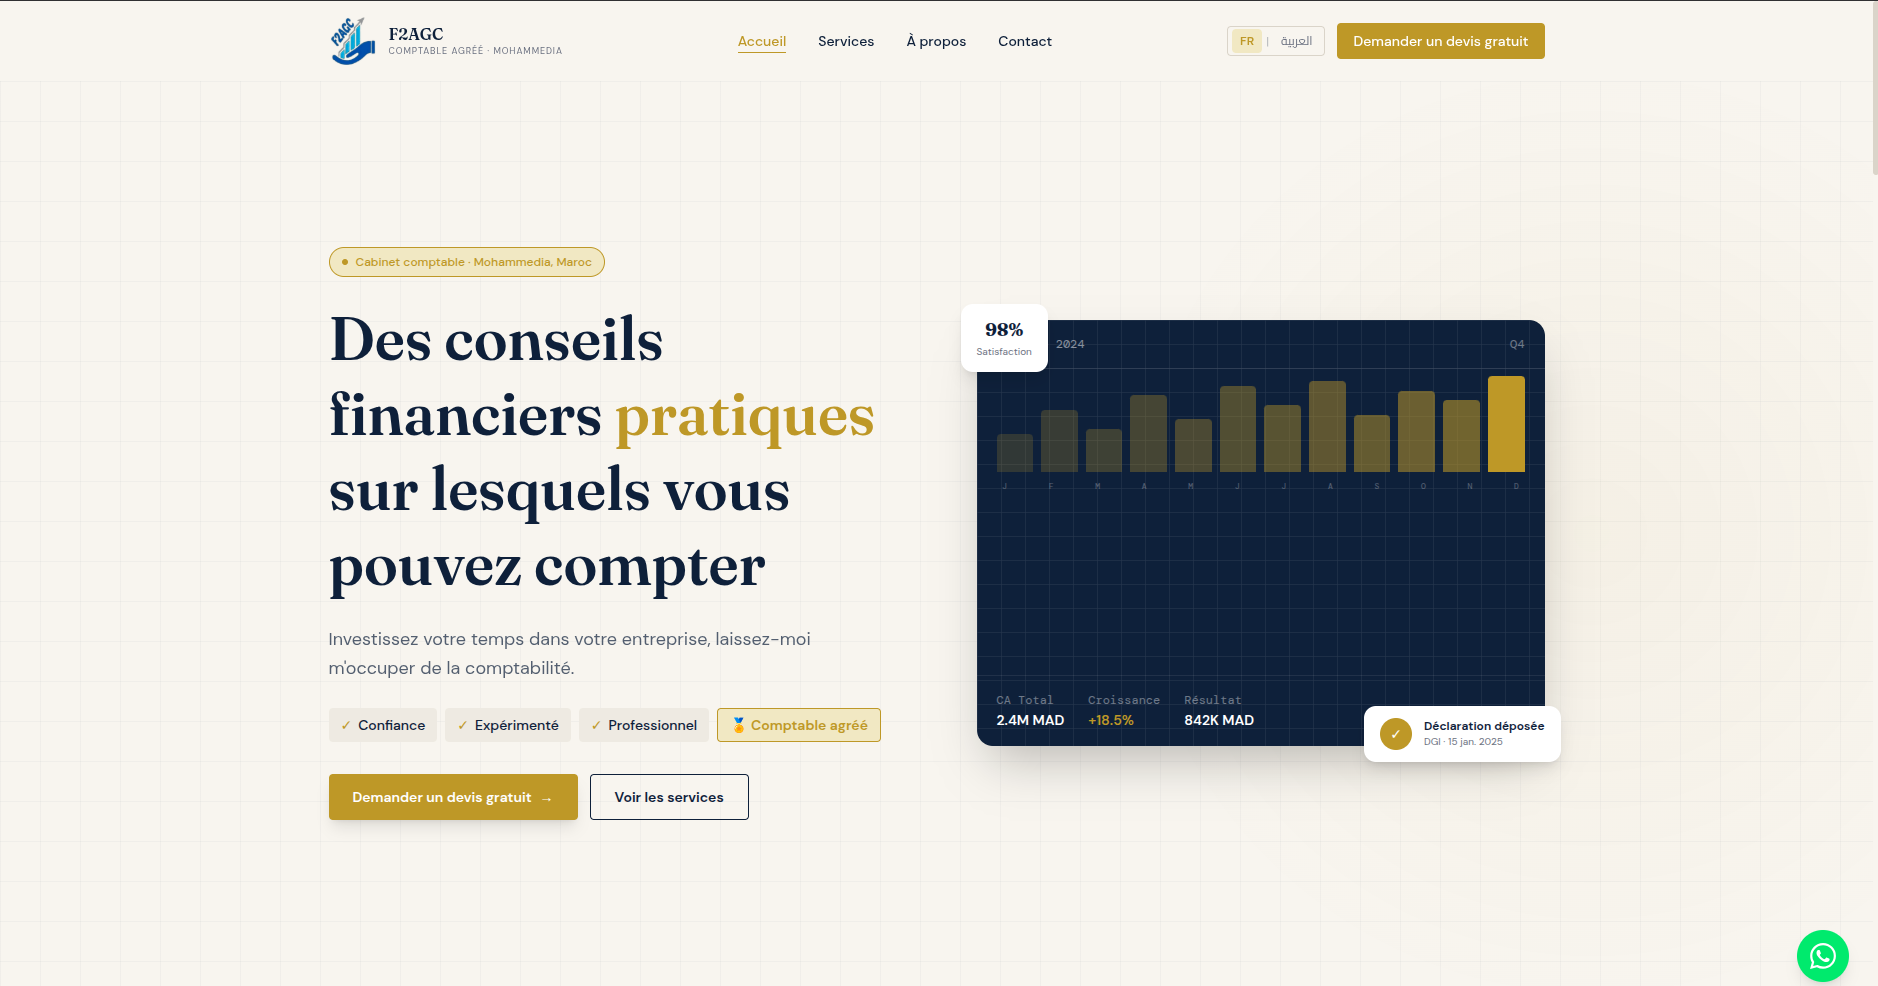 F2AGC
F2AGC
COMPTABLE AGRÉÉ · MOHAMMEDIA
Accueil
Services
À propos
Contact
FR | العربية
Demander un devis gratuit
Cabinet comptable · Mohammedia, Maroc
Des conseils
financiers pratiques
sur lesquels vous
pouvez compter
Investissez votre temps dans votre entreprise, laissez-moi
m'occuper de la comptabilité.
✓ Confiance
✓ Expérimenté
✓ Professionnel
🏅 Comptable agréé
Demander un devis gratuit →
Voir les services
98%
Satisfaction
2024
Q4
J F M A M J J A S O N D
CA Total
2.4M MAD
Croissance
+18.5%
Résultat
842K MAD
✓
Déclaration déposée
DGI · 15 jan. 2025